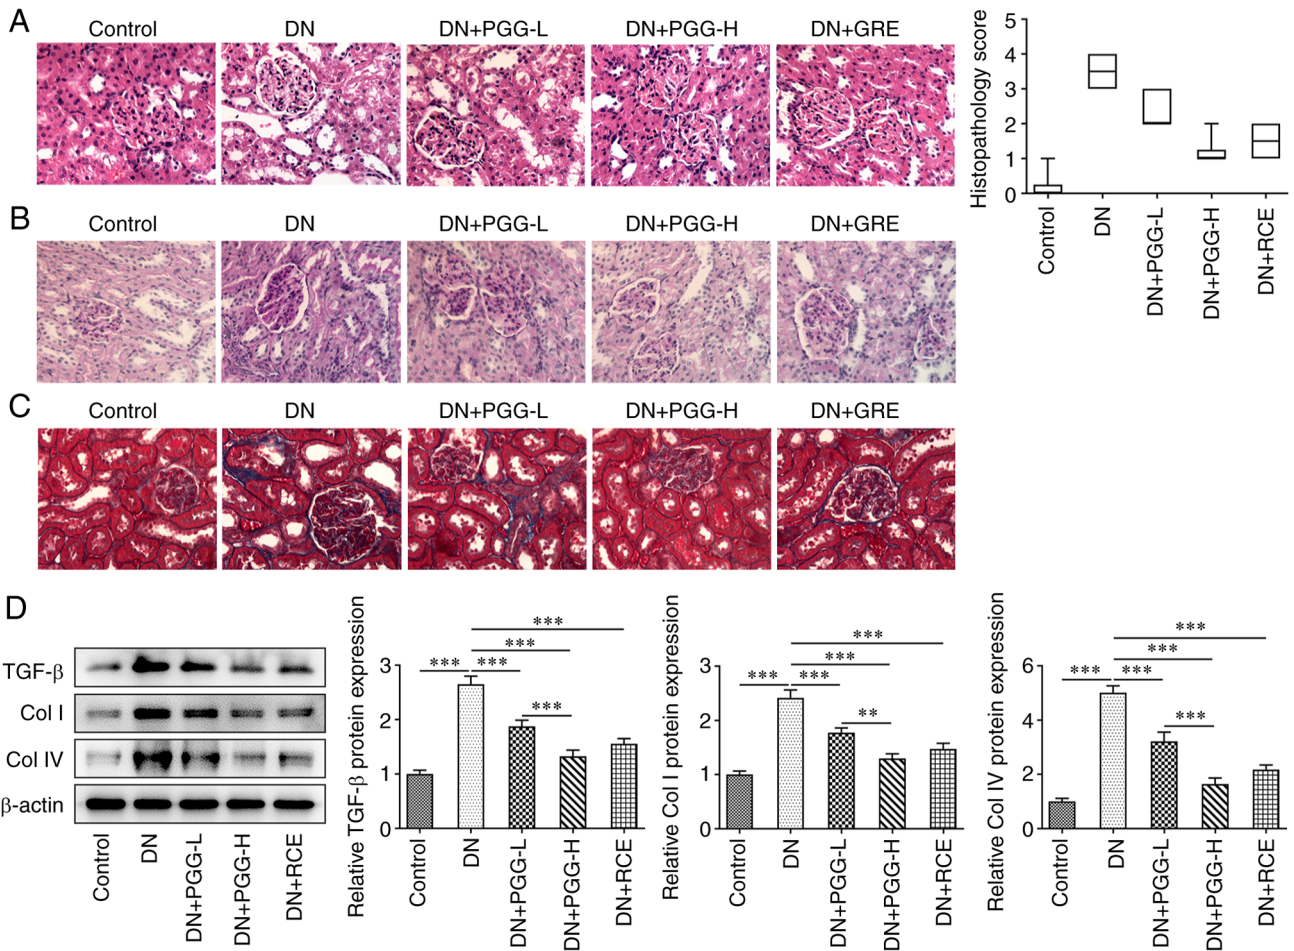 A
Control
DN
DN+PGG-L
DN+PGG-H
DN+GRE
Histopathology score
5
4
3
2
1
0
Control
DN
DN+PGG-L
DN+PGG-H
DN+RCE
B
Control
DN
DN+PGG-L
DN+PGG-H
DN+GRE
C
Control
DN
DN+PGG-L
DN+PGG-H
DN+GRE
D
TGF-β
Col I
Col IV
β-actin
Control
DN
DN+PGG-L
DN+PGG-H
DN+RCE
Relative TGF-β protein expression
3
2
1
0
***
***
***
***
***
Control
DN
DN+PGG-L
DN+PGG-H
DN+RCE
Relative Col I protein expression
3
2
1
0
***
***
***
***
**
Control
DN
DN+PGG-L
DN+PGG-H
DN+RCE
Relative Col IV protein expression
6
4
2
0
***
***
***
***
***
Control
DN
DN+PGG-L
DN+PGG-H
DN+RCE